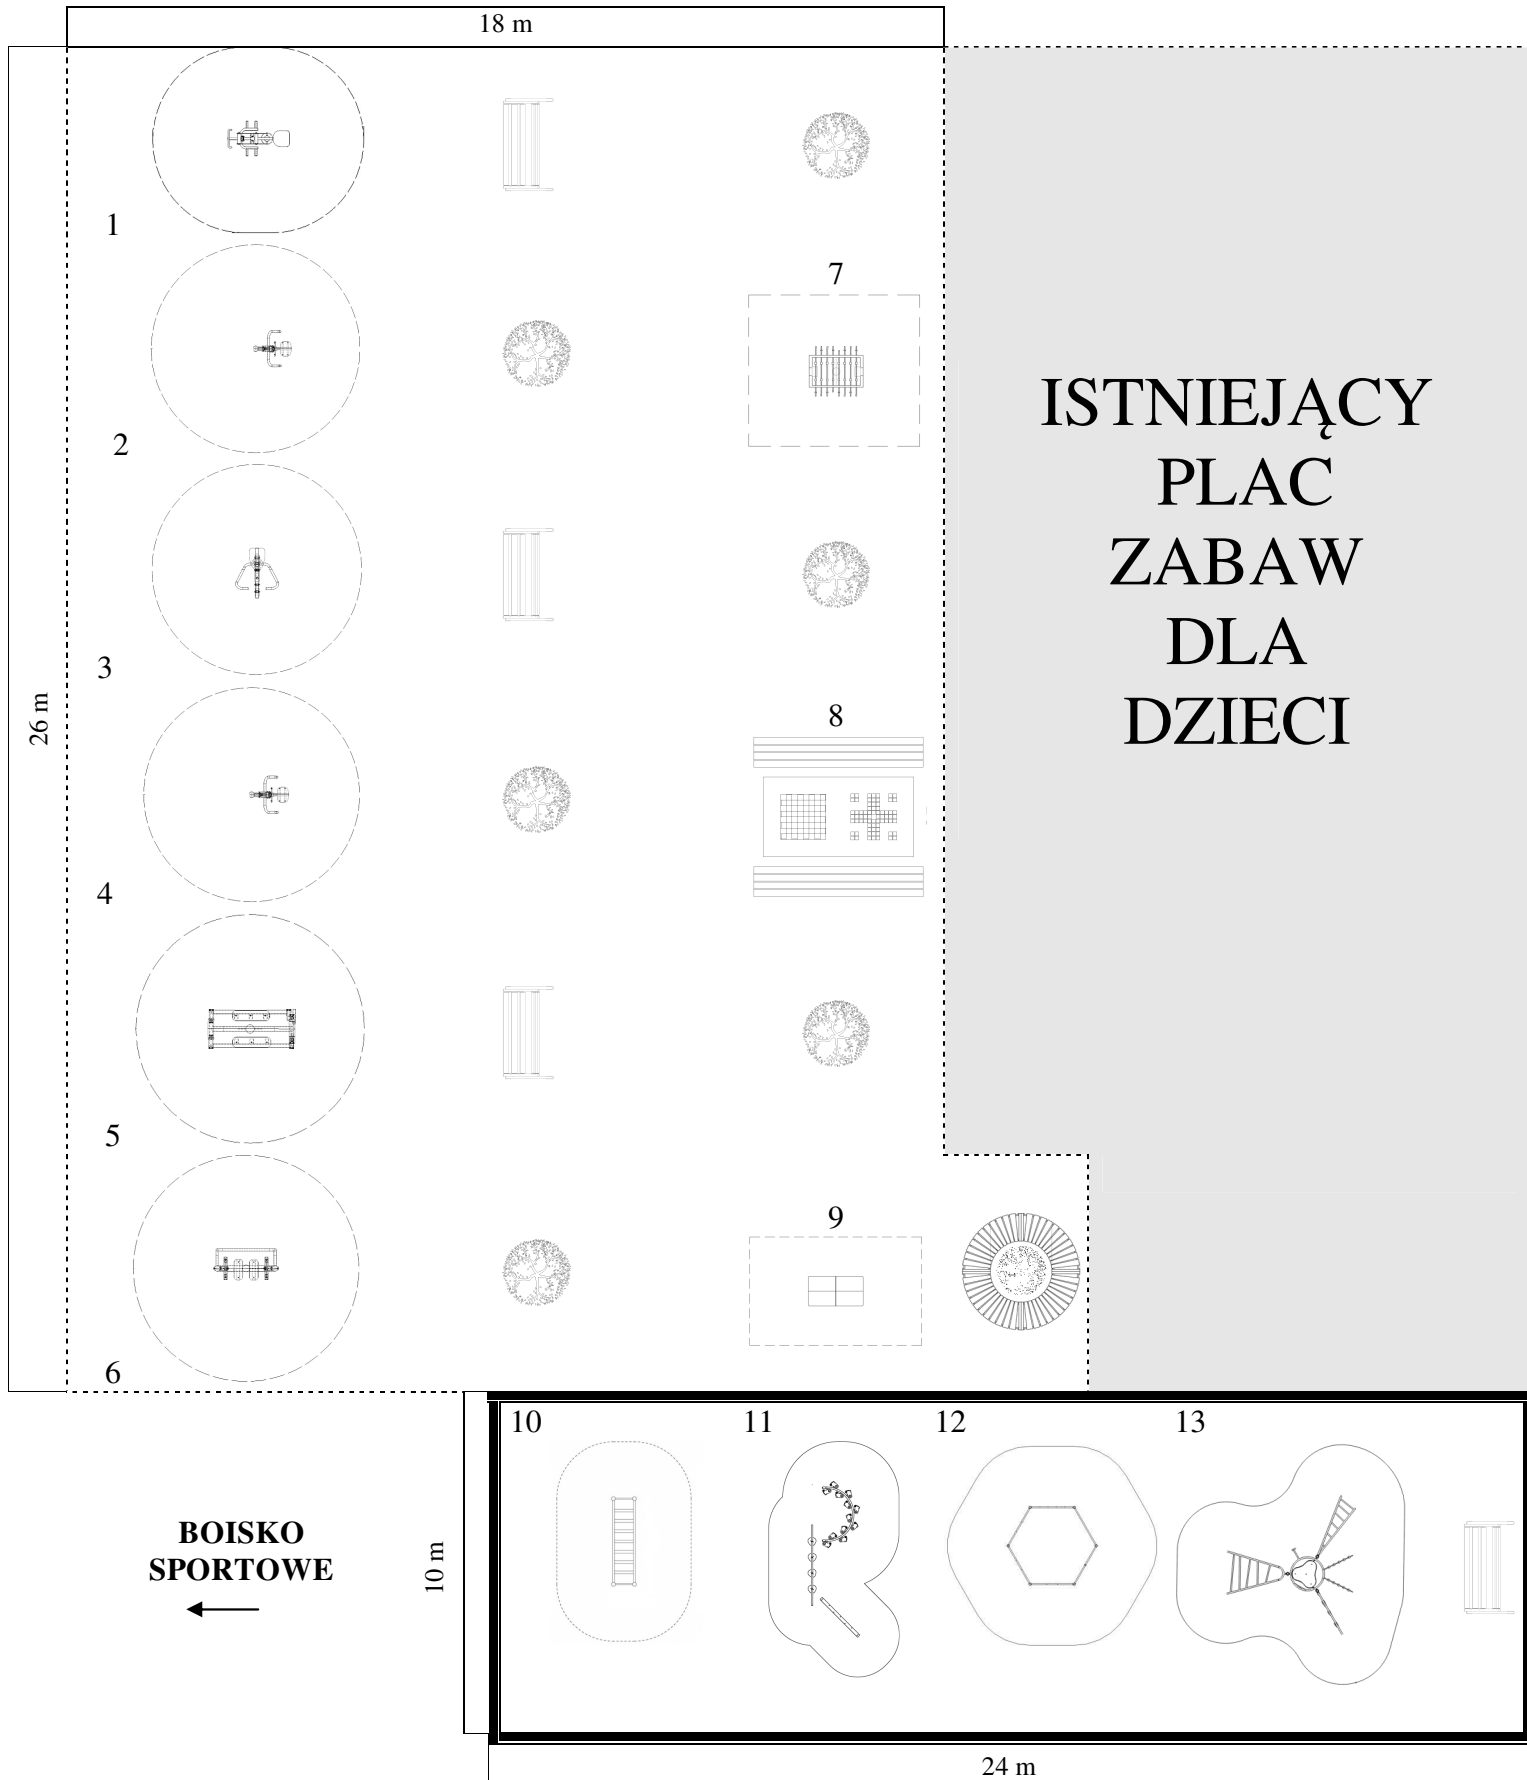 18 m
1
7
2
ISTNIEJĄCY
PLAC
ZABAW
DLA
DZIECI
3
26 m
8
4
5
9
6
10 11 12 13
BOISKO
SPORTOWE
10 m
24 m